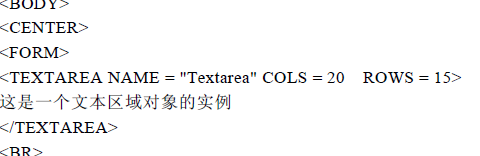 <BODY>
<CENTER>
<FORM>
<TEXTAREA NAME = "Textarea" COLS = 20    ROWS = 15>
这是一个文本区域对象的实例
</TEXTAREA>
<BR>